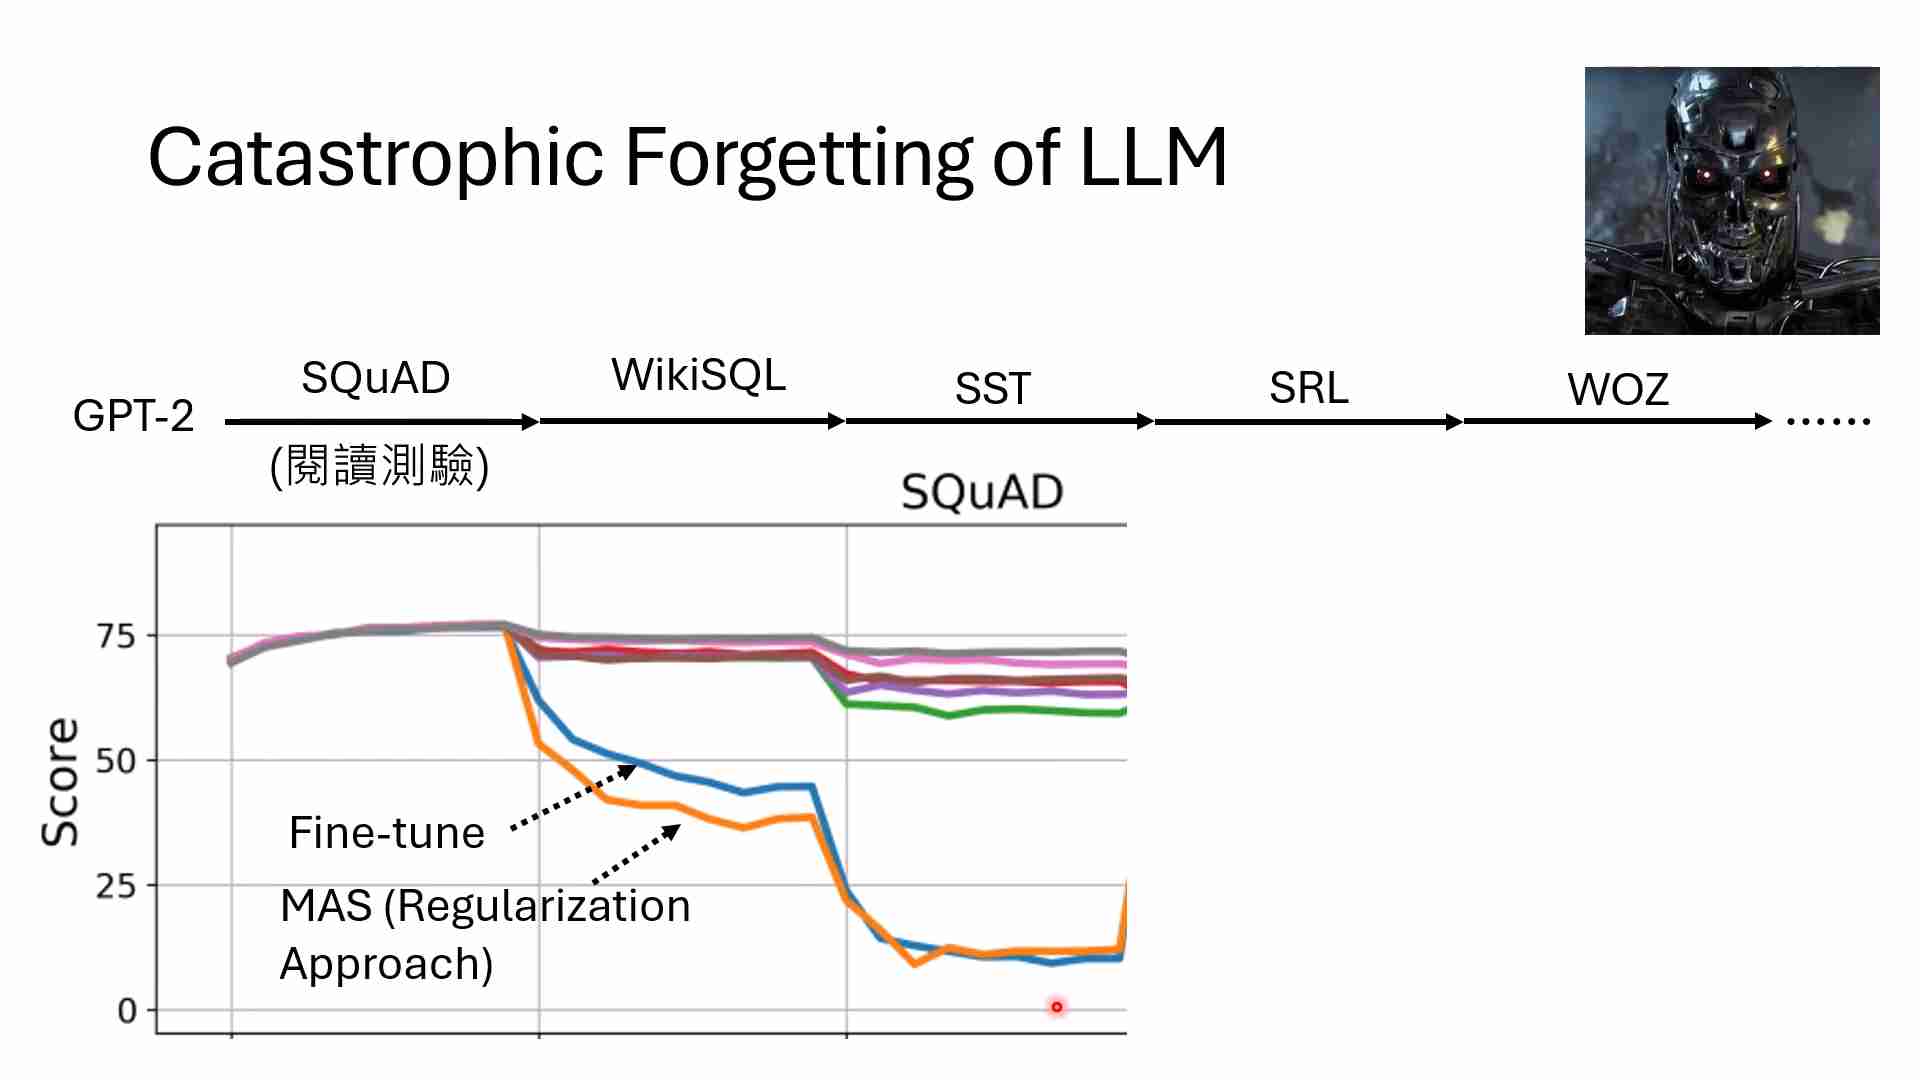 Catastrophic Forgetting of LLM
GPT-2
SQuAD
WikiSQL
SST
SRL
WOZ
......
(閱讀測驗)
SQuAD
Score
75
50
25
0
Fine-tune
MAS (Regularization
Approach)